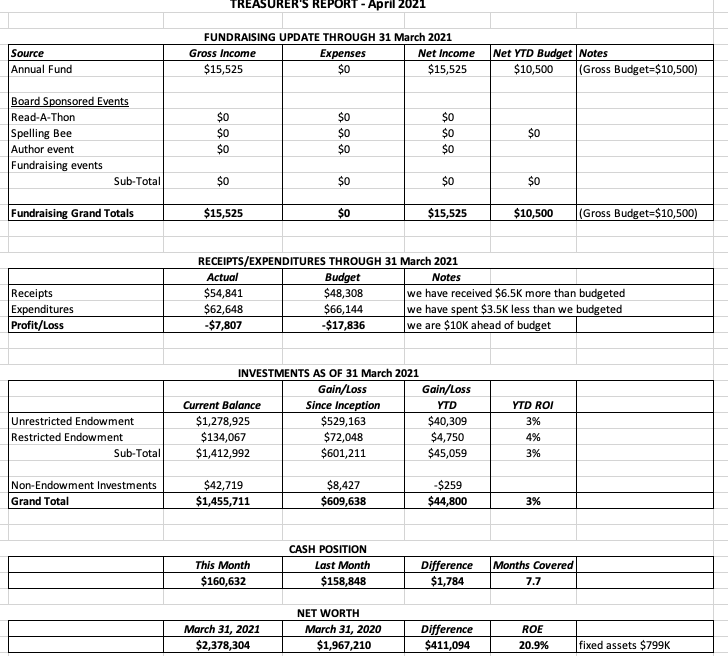 TREASURER'S REPORT - April 2021
FUNDRAISING UPDATE THROUGH 31 March 2021
Source Gross Income Expenses Net Income Net YTD Budget Notes
Annual Fund $15,525 $0 $15,525 $10,500 (Gross Budget=$10,500)
Board Sponsored Events
Read-A-Thon $0 $0 $0
Spelling Bee $0 $0 $0 $0
Author event $0 $0 $0
Fundraising events
Sub-Total $0 $0 $0 $0
Fundraising Grand Totals $15,525 $0 $15,525 $10,500 (Gross Budget=$10,500)
RECEIPTS/EXPENDITURES THROUGH 31 March 2021
Actual Budget Notes
Receipts $54,841 $48,308 we have received $6.5K more than budgeted
Expenditures $62,648 $66,144 we have spent $3.5K less than we budgeted
Profit/Loss -$7,807 -$17,836 we are $10K ahead of budget
INVESTMENTS AS OF 31 March 2021
Gain/Loss Gain/Loss
Current Balance Since Inception YTD YTD ROI
Unrestricted Endowment $1,278,925 $529,163 $40,309 3%
Restricted Endowment $134,067 $72,048 $4,750 4%
Sub-Total $1,412,992 $601,211 $45,059 3%
Non-Endowment Investments $42,719 $8,427 -$259
Grand Total $1,455,711 $609,638 $44,800 3%
CASH POSITION
This Month Last Month Difference Months Covered
$160,632 $158,848 $1,784 7.7
NET WORTH
March 31, 2021 March 31, 2020 Difference ROE
$2,378,304 $1,967,210 $411,094 20.9% fixed assets $799K